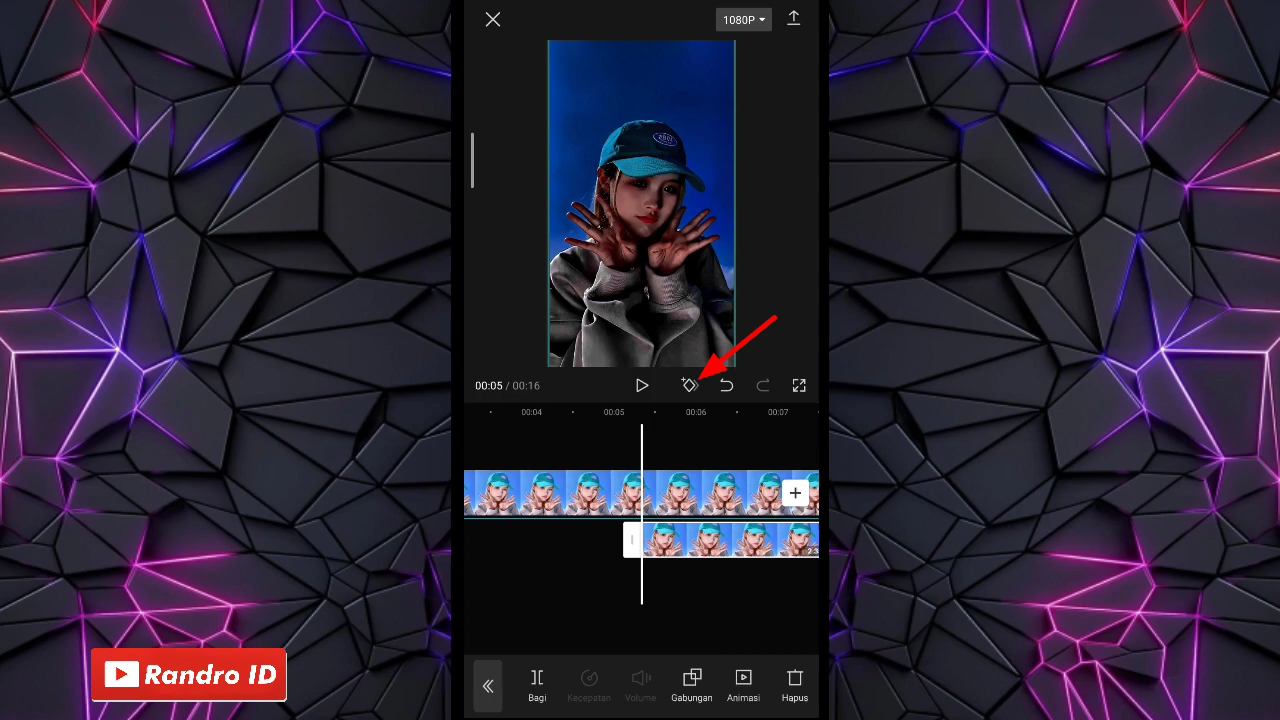 1080P
00:05 / 00:16
00:04
00:05
00:06
00:07
Bagi
Kecepatan
Volume
Gabungan
Animasi
Hapus
Randro ID